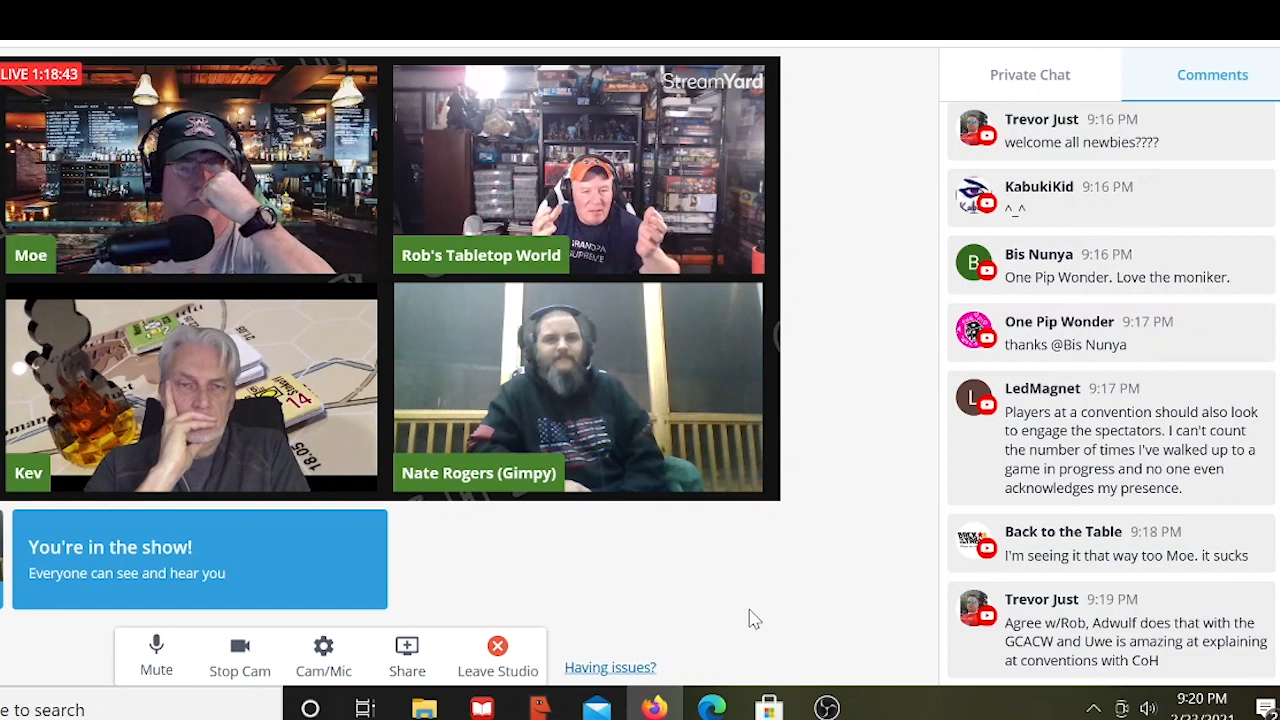 LIVE 1:18:43
StreamYard
Moe
Rob's Tabletop World
GRANDPA
SUPREME
Kev
14
18.05
Nate Rogers (Gimpy)
You're in the show!
Everyone can see and hear you
Mute
Stop Cam
Cam/Mic
Share
Leave Studio
Having issues?
Private Chat
Comments
Trevor Just 9:16 PM
welcome all newbies????
KabukiKid 9:16 PM
^_^
B
Bis Nunya 9:16 PM
One Pip Wonder. Love the moniker.
One Pip Wonder 9:17 PM
thanks @Bis Nunya
L
LedMagnet 9:17 PM
Players at a convention should also look
to engage the spectators. I can't count
the number of times I've walked up to a
game in progress and no one even
acknowledges my presence.
Back to the Table 9:18 PM
I'm seeing it that way too Moe. it sucks
Trevor Just 9:19 PM
Agree w/Rob, Adwulf does that with the
GCACW and Uwe is amazing at explaining
at conventions with CoH
e to search
9:20 PM